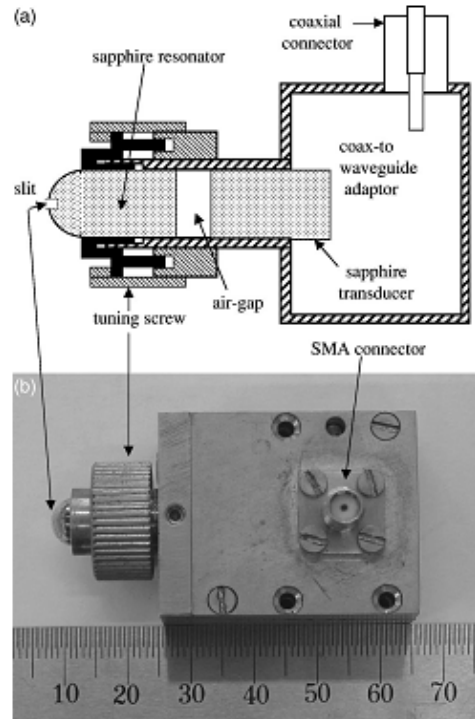 (a)
coaxial
connector
sapphire resonator
coax-to
waveguide
adaptor
slit
sapphire
transducer
air-gap
tuning screw
SMA connector
(b)
10 20 30 40 50 60 70